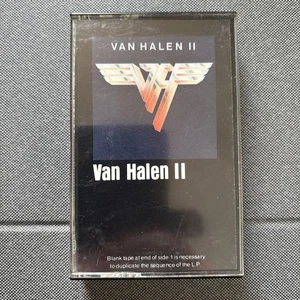 VAN HALEN II
Van Halen II
Blank tape at end of side 1 is necessary
to duplicate the sequence of the L.P.